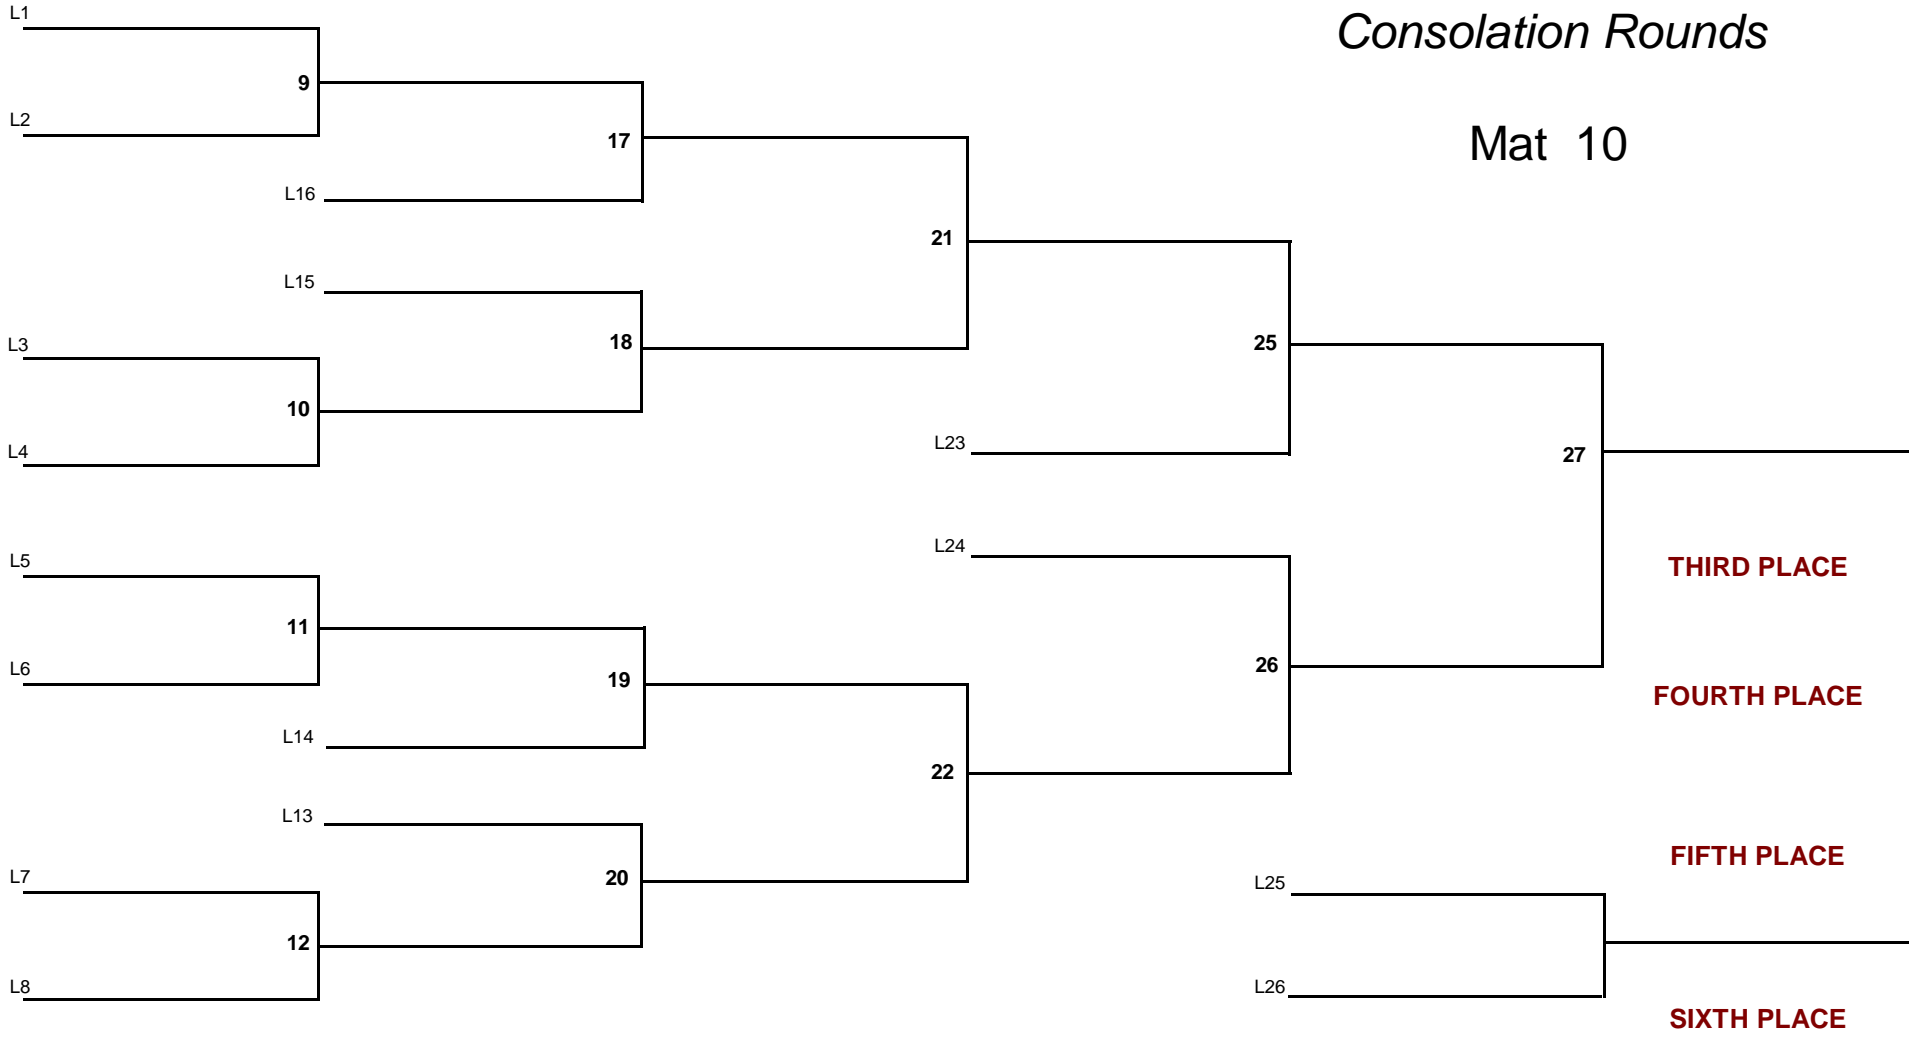 L1
Consolation Rounds
9
L2
17
Mat 10
L16
21
L15
L3
18
25
10
L4
L23
27
L5
L24
THIRD PLACE
11
L6
19
26
FOURTH PLACE
L14
22
L13
L7
20
FIFTH PLACE
L25
12
L8
L26
SIXTH PLACE